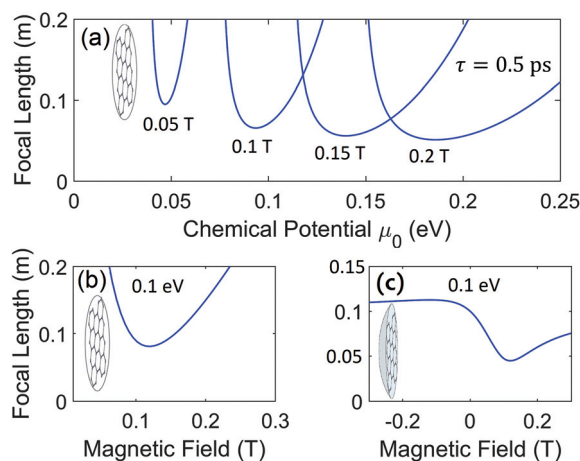 (a)
Focal Length (m)
0.2
0.1
0
τ = 0.5 ps
0.05 T
0.1 T
0.15 T
0.2 T
0 0.05 0.1 0.15 0.2 0.25
Chemical Potential μ0 (eV)
(b)
Focal Length (m)
0.2
0.1
0
0.1 eV
0.1 0.2 0.3
Magnetic Field (T)
(c)
0.15
0.10
0.05
0
0.1 eV
-0.2 0 0.2
Magnetic Field (T)